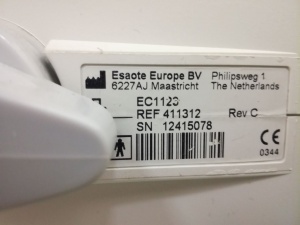 Esaote Europe BV Philipsweg 1
6227AJ Maastricht The Netherlands
EC1123
REF 411312 Rev C
SN 12415078
CE
0344